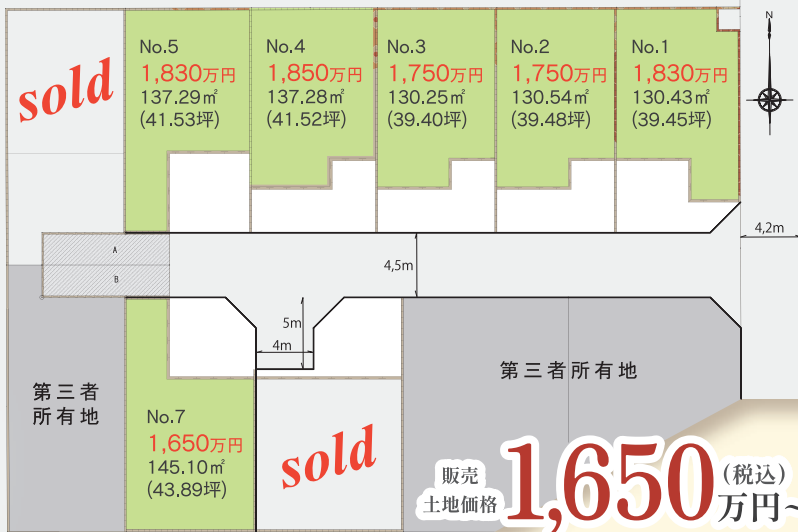 sold
No.5
1,830万円
137.29㎡
(41.53坪)
No.4
1,850万円
137.28㎡
(41.52坪)
No.3
1,750万円
130.25㎡
(39.40坪)
No.2
1,750万円
130.54㎡
(39.48坪)
No.1
1,830万円
130.43㎡
(39.45坪)
N
4,2m
A
B
4,5m
5m
4m
第三者
所有地
No.7
1,650万円
145.10㎡
(43.89坪)
sold
第三者所有地
販売
土地価格
1,650
(税込)
万円~